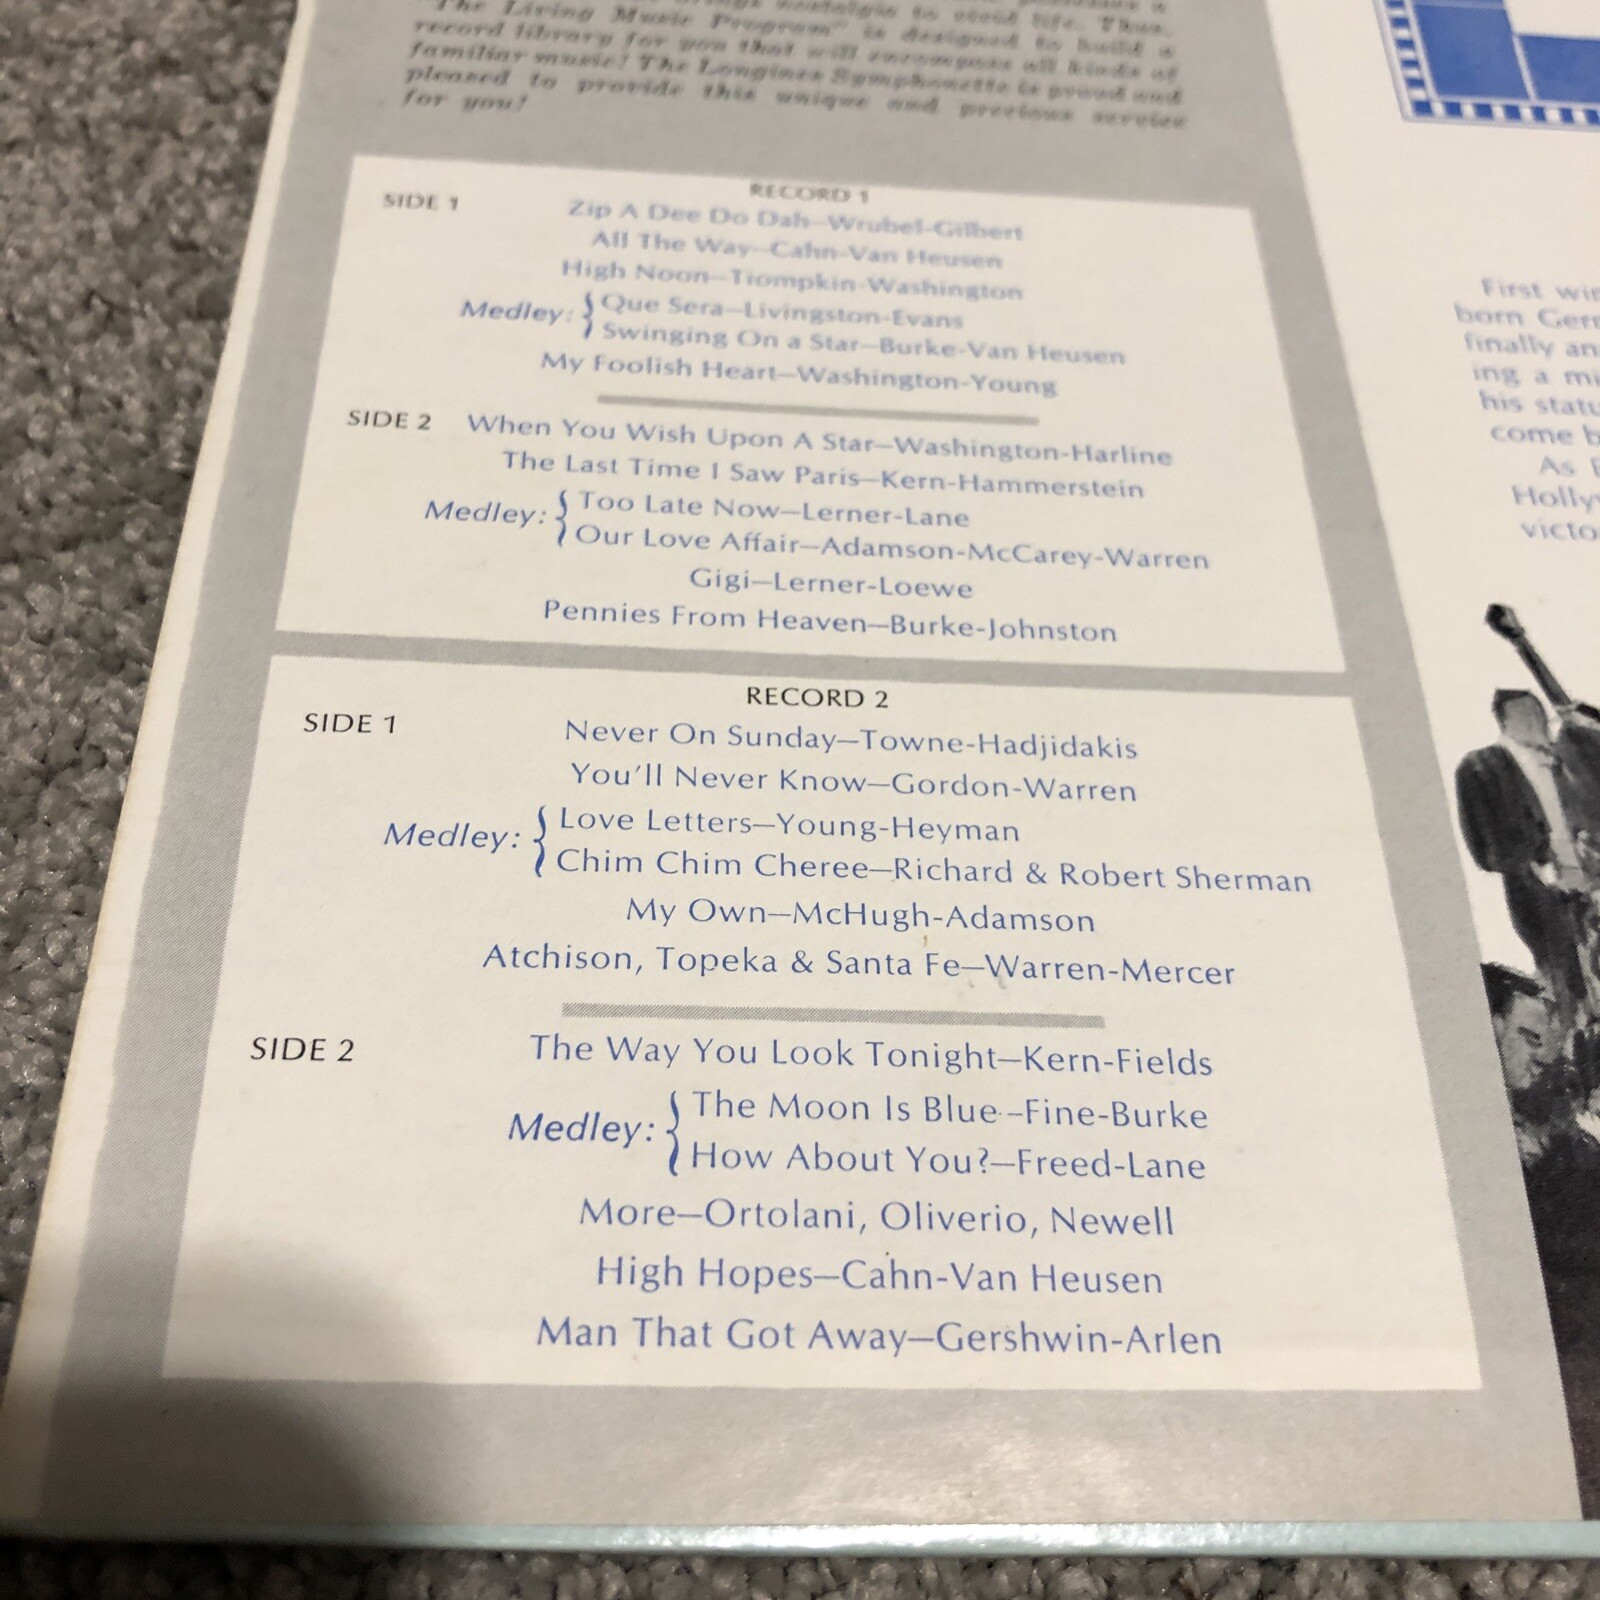 "The Living Music Program" is designed to build a
record library for you that will encompass all kinds of
familiar music! The Longines Symphonette is proud and
pleased to provide this unique and precious service
for you!
RECORD 1
SIDE 1 Zip A Dee Do Dah—Wrubel-Gilbert
All The Way—Cahn-Van Heusen
High Noon—Tiompkin-Washington
Medley: { Que Sera—Livingston-Evans
Swinging On a Star—Burke-Van Heusen
My Foolish Heart—Washington-Young
SIDE 2 When You Wish Upon A Star—Washington-Harline
The Last Time I Saw Paris—Kern-Hammerstein
Medley: { Too Late Now—Lerner-Lane
Our Love Affair—Adamson-McCarey-Warren
Gigi—Lerner-Loewe
Pennies From Heaven—Burke-Johnston
RECORD 2
SIDE 1 Never On Sunday—Towne-Hadjidakis
You'll Never Know—Gordon-Warren
Medley: { Love Letters—Young-Heyman
Chim Chim Cheree—Richard & Robert Sherman
My Own—McHugh-Adamson
Atchison, Topeka & Santa Fe—Warren-Mercer
SIDE 2 The Way You Look Tonight—Kern-Fields
Medley: { The Moon Is Blue--Fine-Burke
How About You?—Freed-Lane
More—Ortolani, Oliverio, Newell
High Hopes—Cahn-Van Heusen
Man That Got Away—Gershwin-Arlen
First
born
finally
ing a
his
come
As